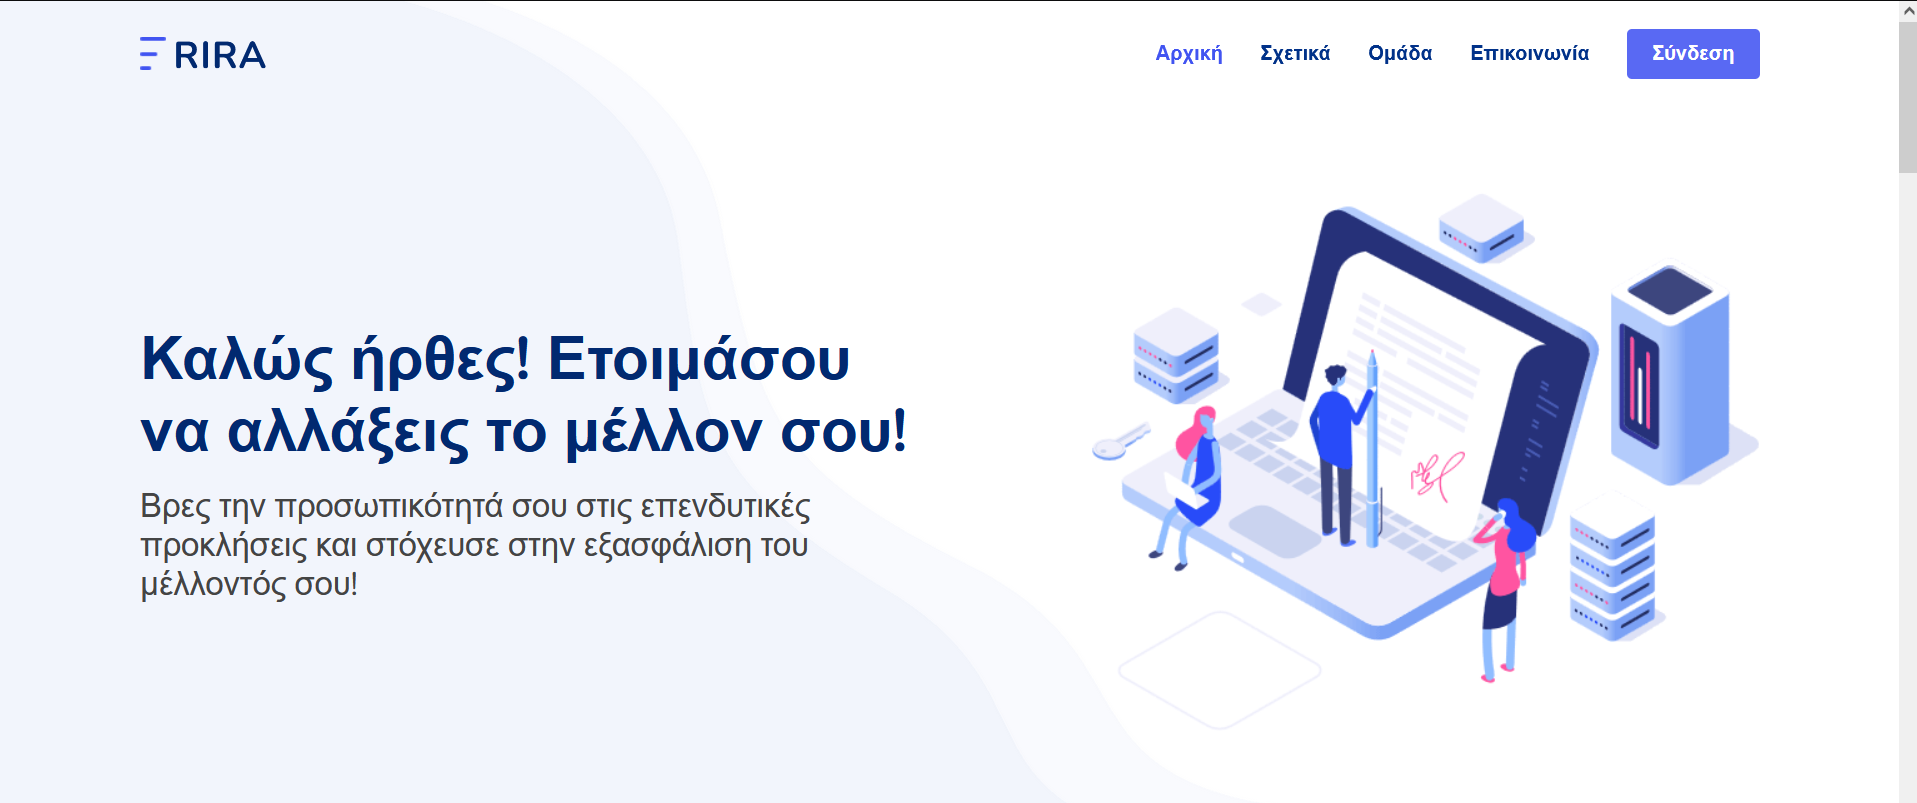 RIRA
Αρχική
Σχετικά
Ομάδα
Επικοινωνία
Σύνδεση
Καλώς ήρθες! Ετοιμάσου
να αλλάξεις το μέλλον σου!
Βρες την προσωπικότητά σου στις επενδυτικές
προκλήσεις και στόχευσε στην εξασφάλιση του
μέλλοντός σου!